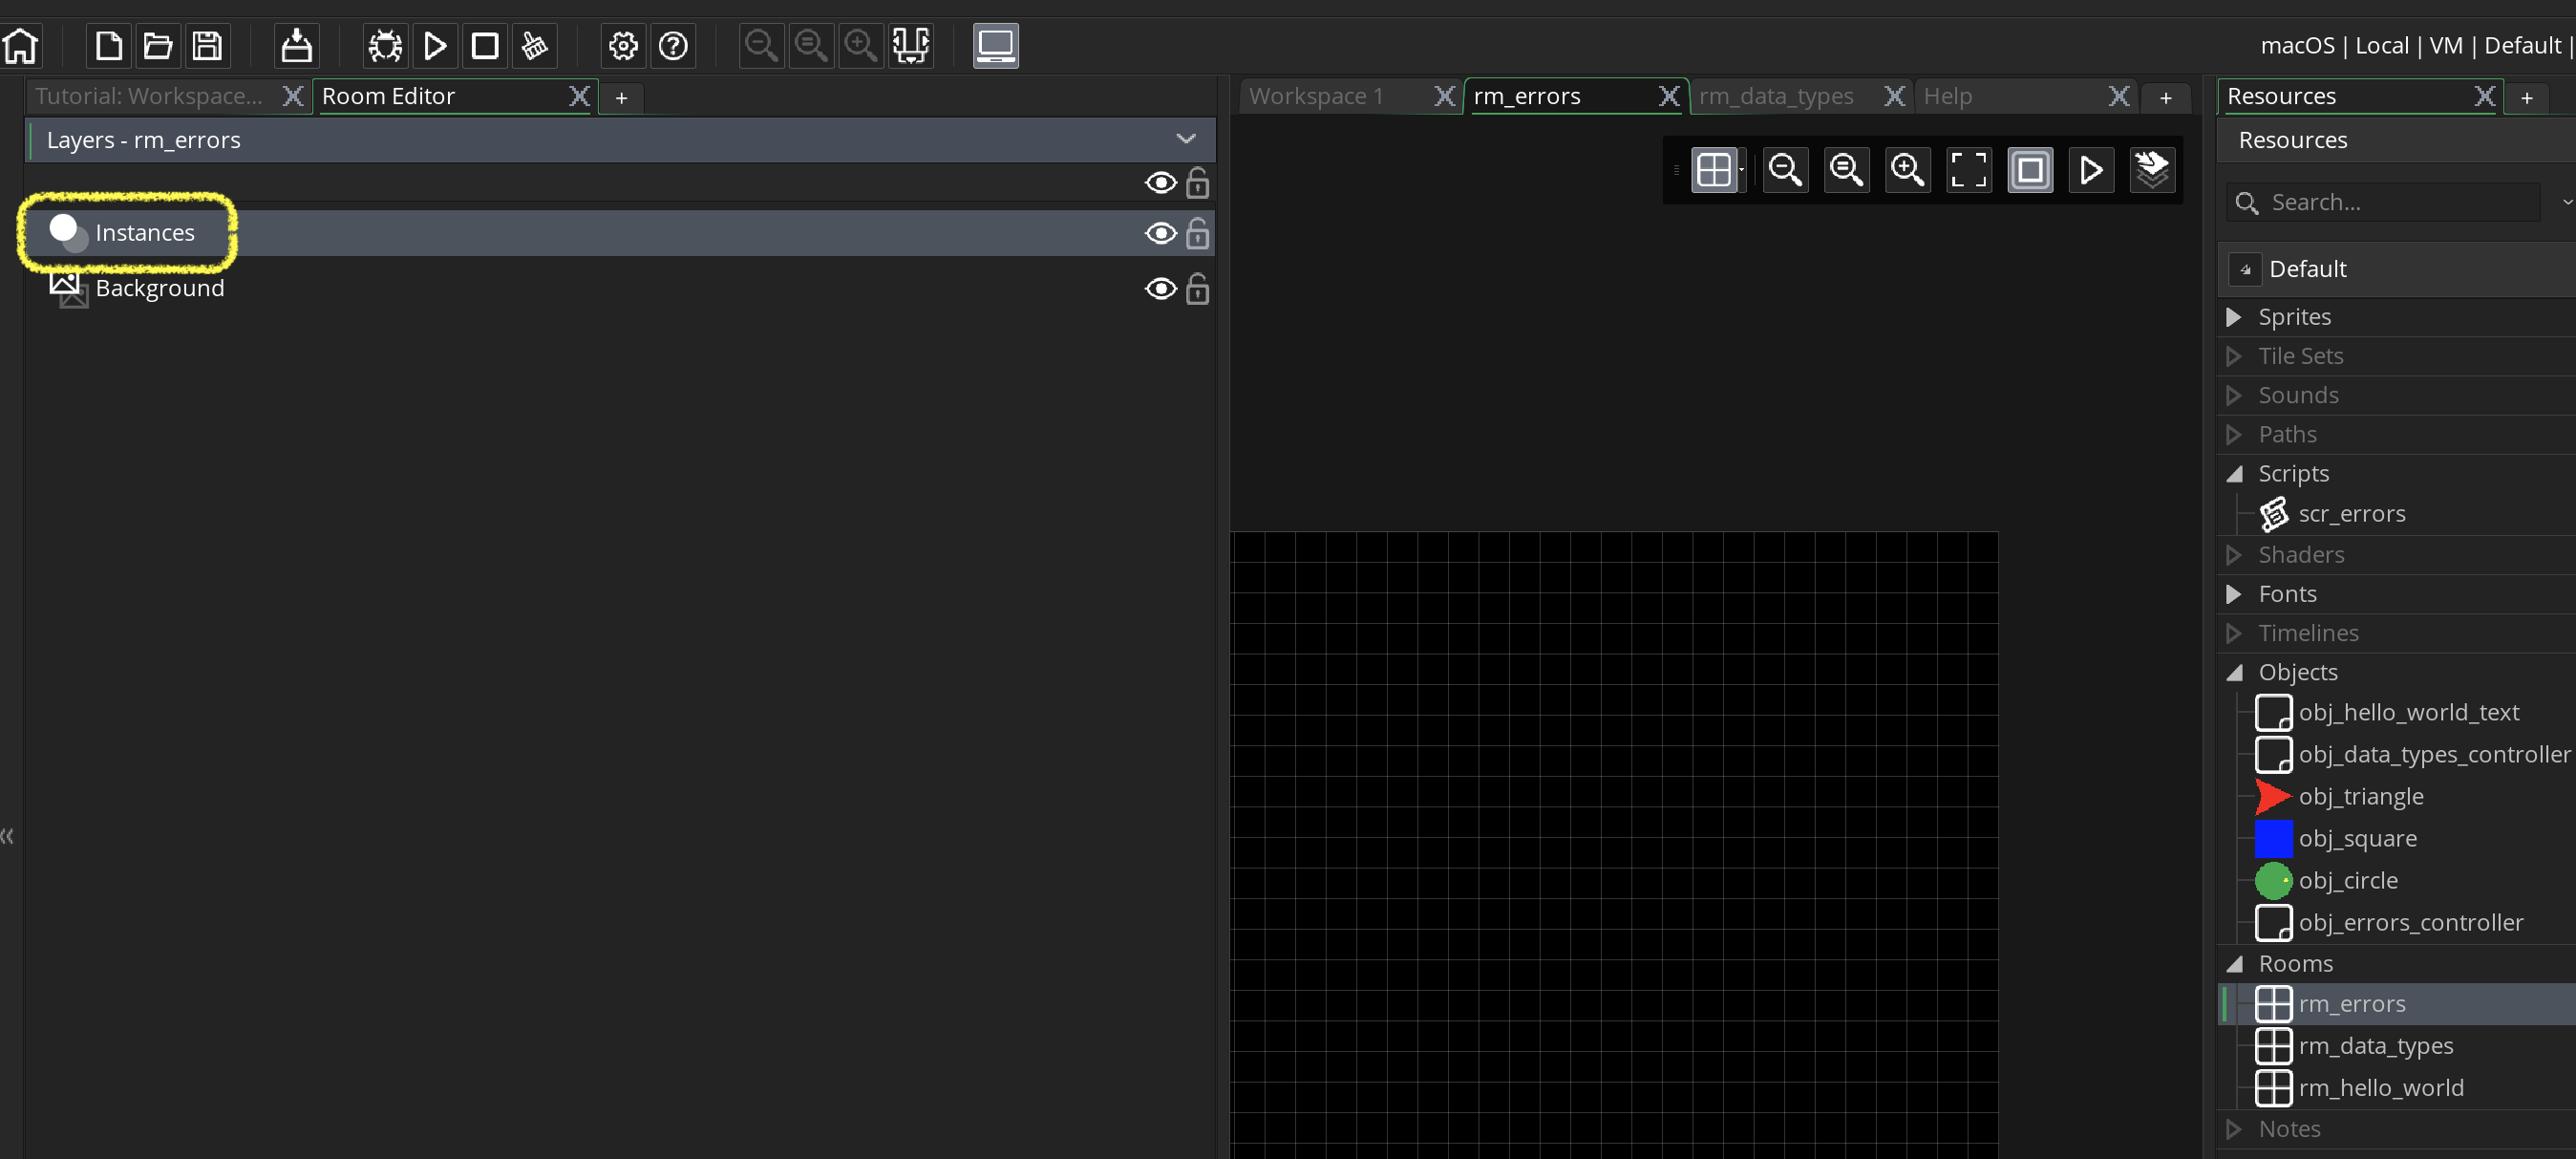 macOS | Local | VM | Default |
Tutorial: Workspace...
Room Editor
+
Workspace 1
rm_errors
rm_data_types
Help
+
Resources
+
Layers - rm_errors
Instances
Background
Resources
Search...
Default
Sprites
Tile Sets
Sounds
Paths
Scripts
scr_errors
Shaders
Fonts
Timelines
Objects
obj_hello_world_text
obj_data_types_controller
obj_triangle
obj_square
obj_circle
obj_errors_controller
Rooms
rm_errors
rm_data_types
rm_hello_world
Notes